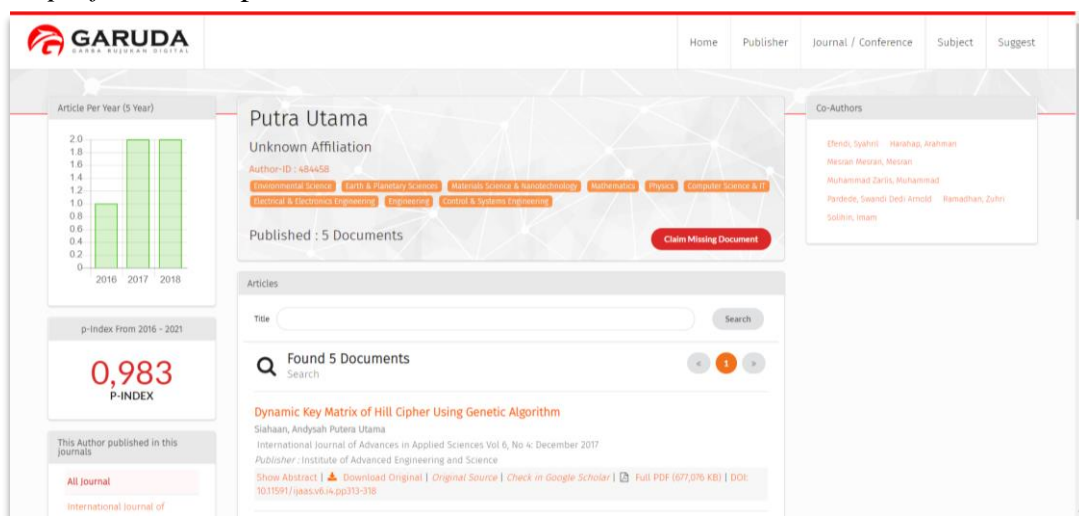 GARUDA
GARBA RUJUKAN DIGITAL
Home Publisher Journal / Conference Subject Suggest
Article Per Year (5 Year)
2.0
1.8
1.6
1.4
1.2
1.0
0.8
0.6
0.4
0.2
0
2016 2017 2018
p-Index From 2016 - 2021
0,983
P-INDEX
This Author published in this
journals
All Journal
International Journal of
Putra Utama
Unknown Affiliation
Author-ID : 484458
Environmental Science Earth & Planetary Sciences Materials Science & Nanotechnology Mathematics Physics Computer Science & IT
Electrical & Electronics Engineering Engineering Control & Systems Engineering
Published : 5 Documents
Claim Missing Document
Articles
Title
Search
Found 5 Documents
Search
« 1 »
Dynamic Key Matrix of Hill Cipher Using Genetic Algorithm
Siahaan, Andysah Putera Utama
International Journal of Advances in Applied Sciences Vol 6, No 4: December 2017
Publisher : Institute of Advanced Engineering and Science
Show Abstract | Download Original | Original Source | Check in Google Scholar | Full PDF (677,076 KB) | DOI:
10.11591/ijaas.v6.i4.pp313-318
Co-Authors
Efendi, Syahril Harahap, Arahman
Mesran Mesran, Mesran
Muhammad Zarlis, Muhammad
Pardede, Swandi Dedi Arnold Ramadhan, Zuhri
Solikin, Imam